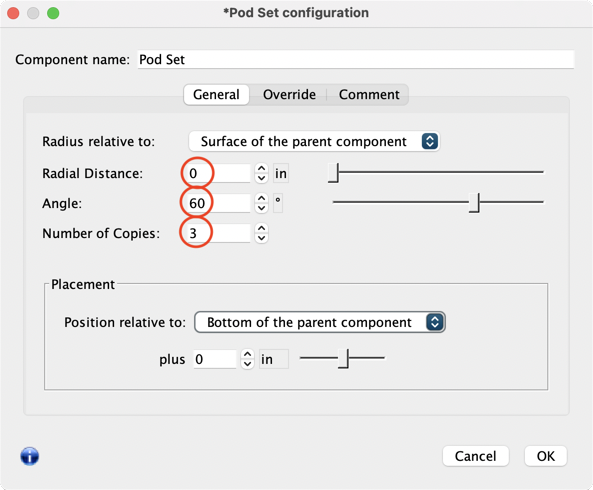 *Pod Set configuration
Component name: Pod Set
General Override Comment
Radius relative to: Surface of the parent component
Radial Distance: 0 in
Angle: 60 °
Number of Copies: 3
Placement
Position relative to: Bottom of the parent component
plus 0 in
i
Cancel OK